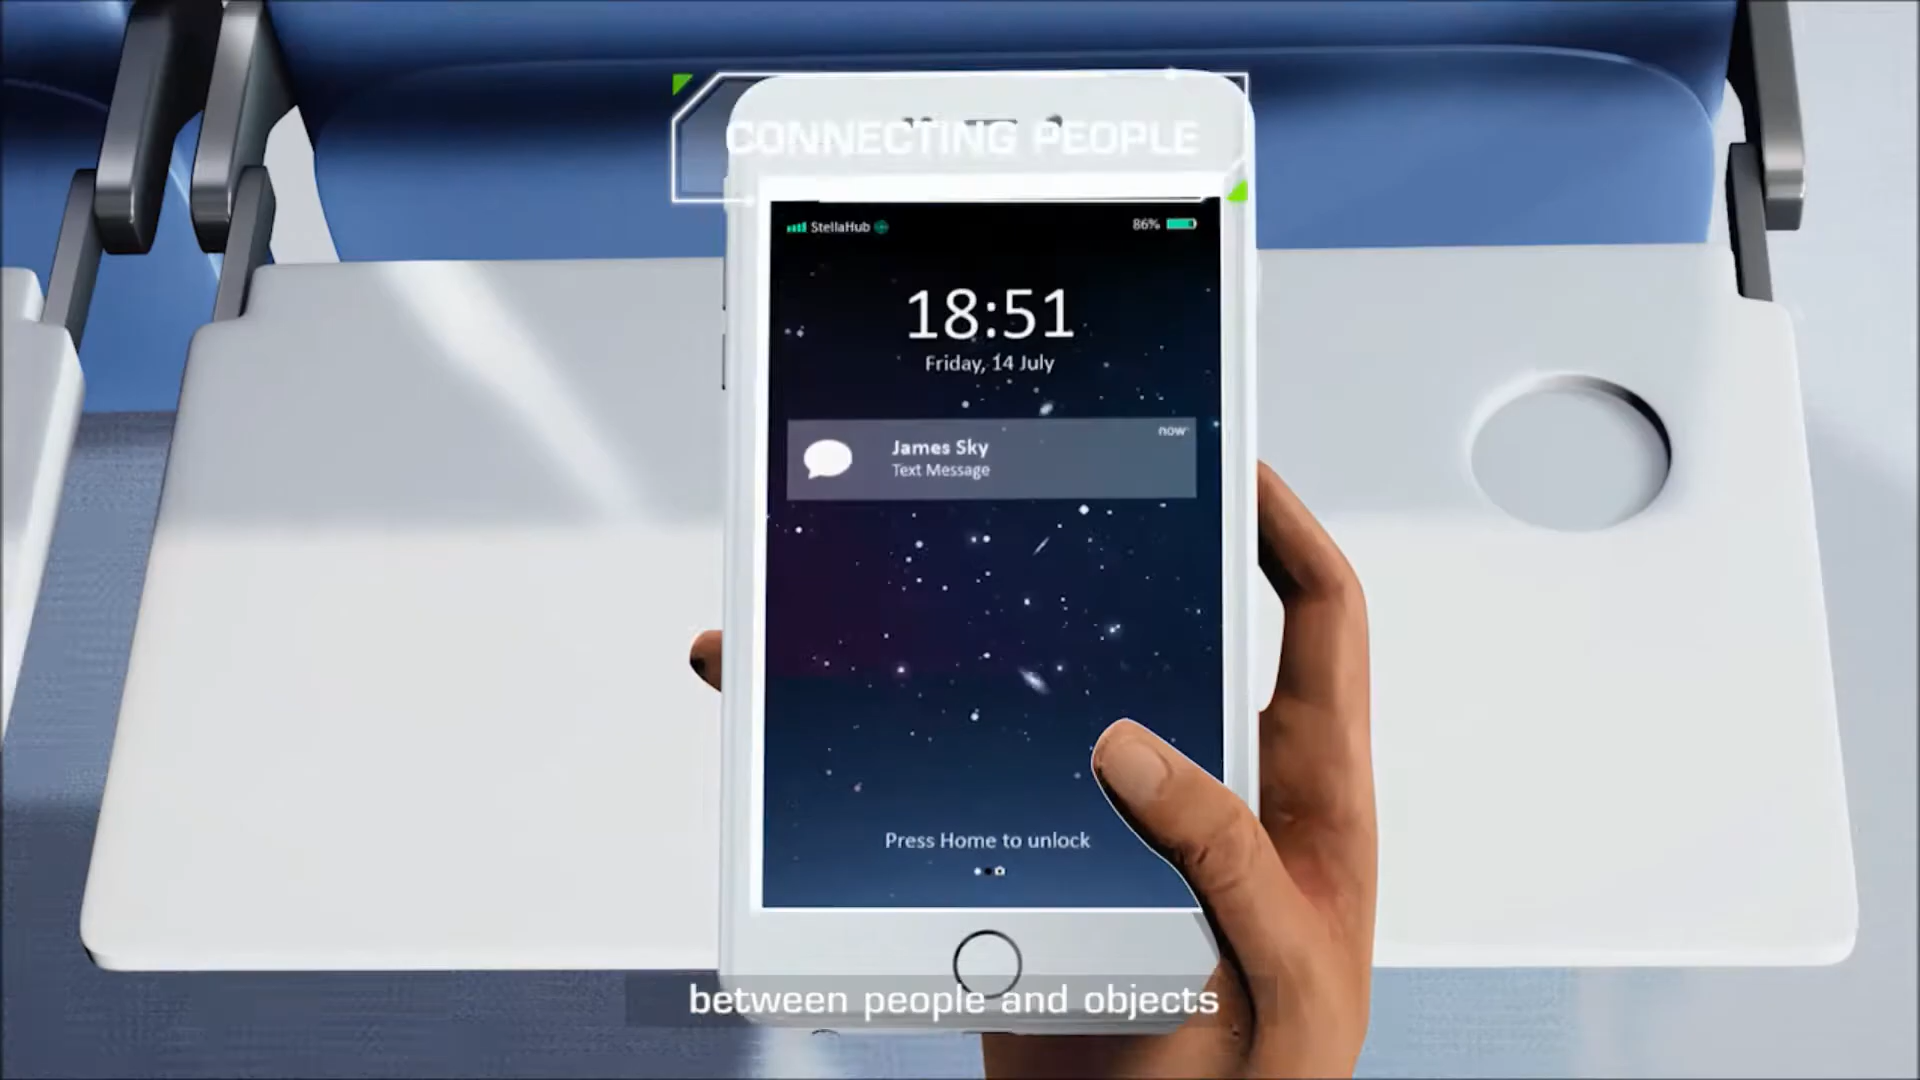 CONNECTING PEOPLE
StellaHub
86%
18:51
Friday, 14 July
now
James Sky
Text Message
Press Home to unlock
between people and objects